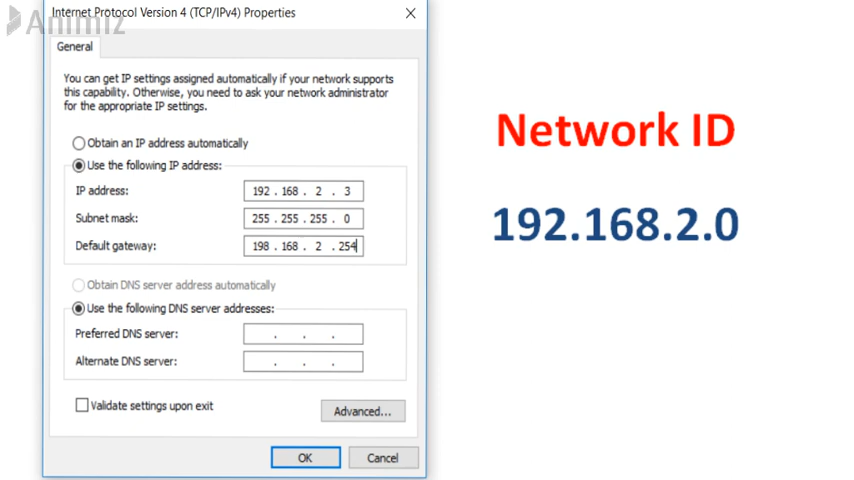 Animiz
Internet Protocol Version 4 (TCP/IPv4) Properties
General
You can get IP settings assigned automatically if your network supports
this capability. Otherwise, you need to ask your network administrator
for the appropriate IP settings.
Obtain an IP address automatically
Use the following IP address:
IP address: 192 . 168 . 2 . 3
Subnet mask: 255 . 255 . 255 . 0
Default gateway: 198 . 168 . 2 . 254
Obtain DNS server address automatically
Use the following DNS server addresses:
Preferred DNS server: . . .
Alternate DNS server: . . .
Validate settings upon exit
Advanced...
OK Cancel
Network ID
192.168.2.0